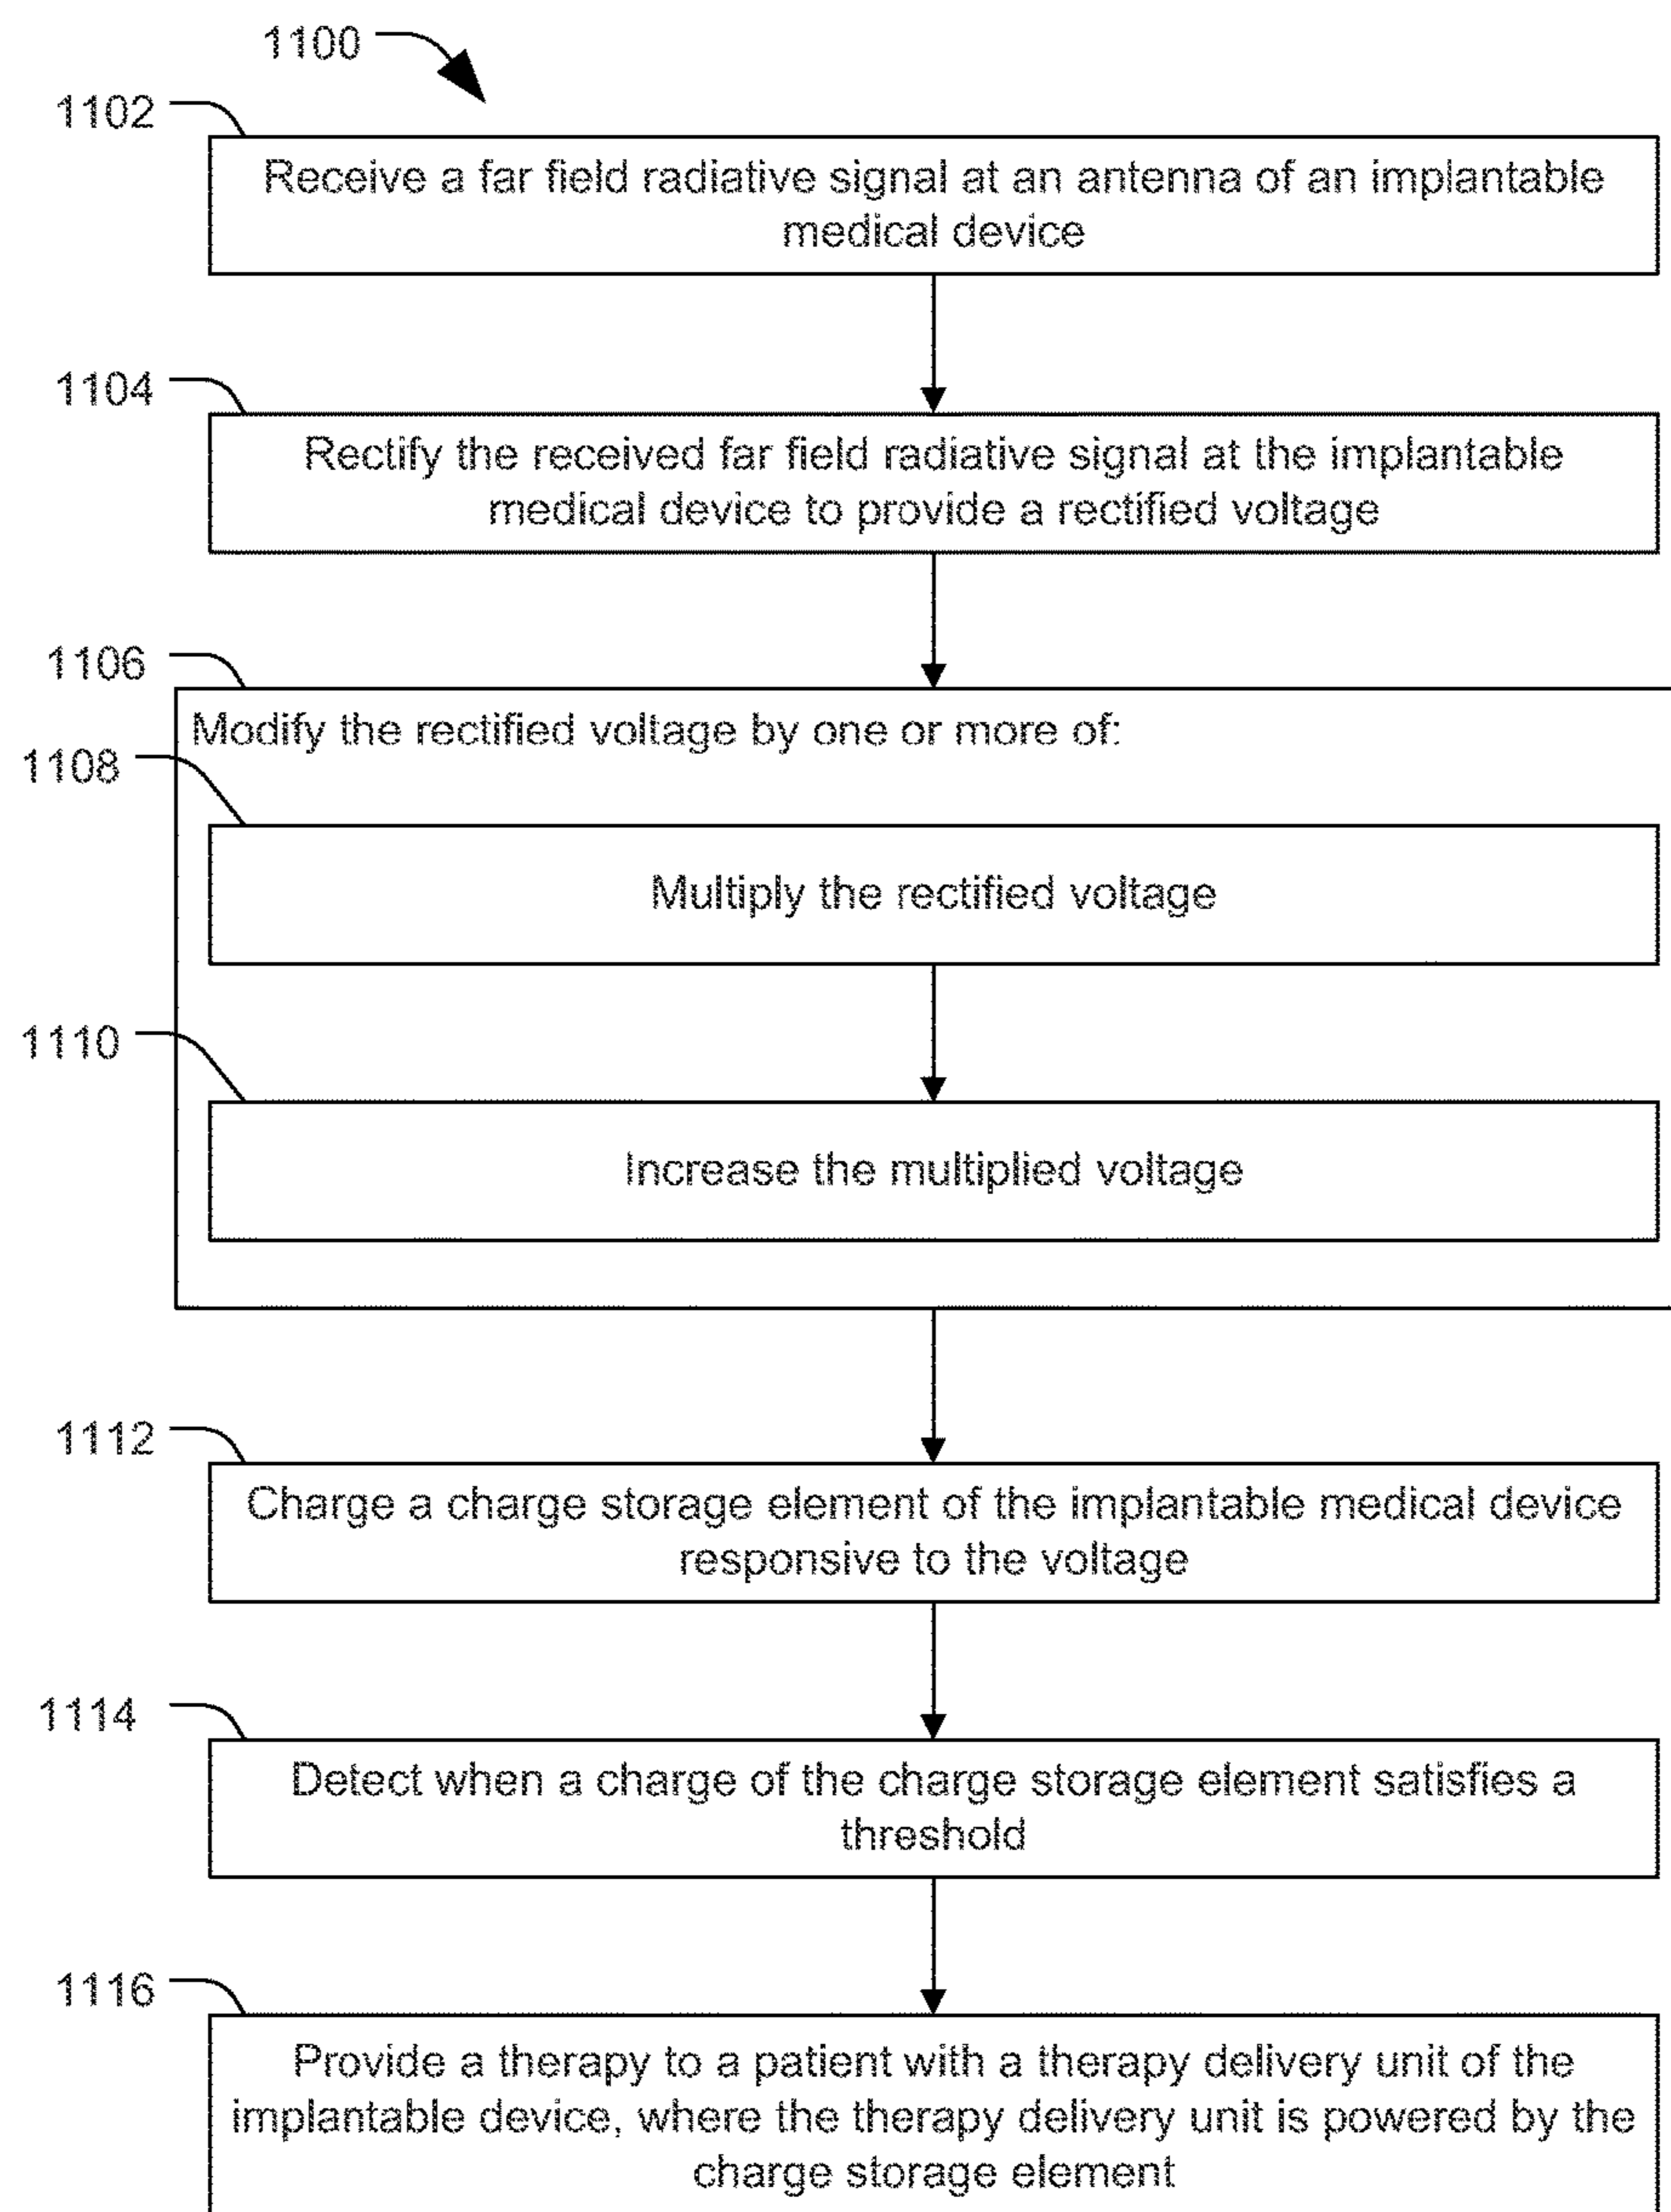 1100
1102
Receive a far field radiative signal at an antenna of an implantable
medical device
1104
Rectify the received far field radiative signal at the implantable
medical device to provide a rectified voltage
1106
Modify the rectified voltage by one or more of:
1108
Multiply the rectified voltage
1110
Increase the multiplied voltage
1112
Charge a charge storage element of the implantable medical device
responsive to the voltage
1114
Detect when a charge of the charge storage element satisfies a
threshold
1116
Provide a therapy to a patient with a therapy delivery unit of the
implantable device, where the therapy delivery unit is powered by the
charge storage element